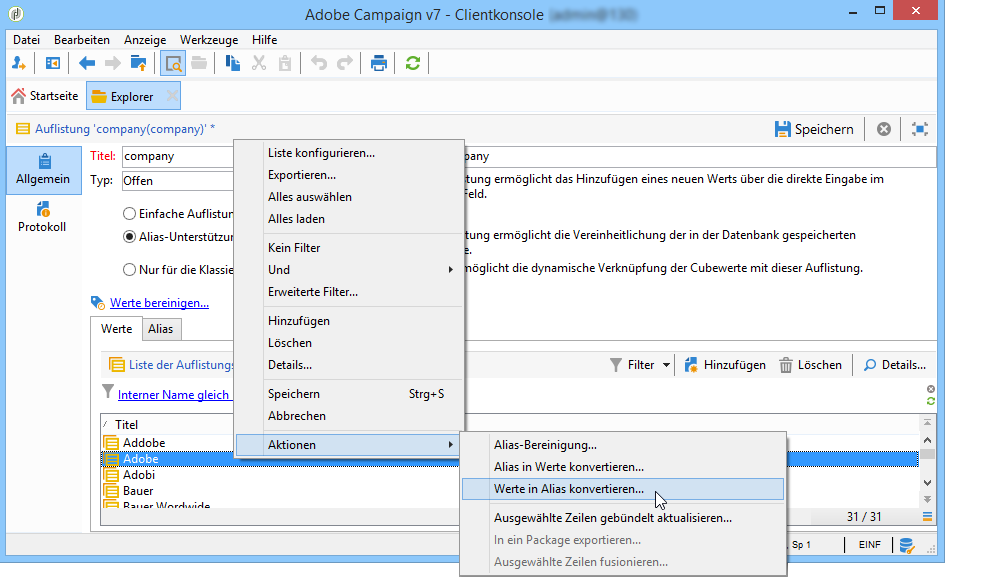 Adobe Campaign v7 - Clientkonsole
Datei Bearbeiten Anzeige Werkzeuge Hilfe
Startseite Explorer
Auflistung 'company(company)' * Speichern
Allgemein
Protokoll
Titel: company pany
Typ: Offen tung ermöglicht das Hinzufügen eines neuen Werts über die direkte Eingabe im
Feld.
Einfache Auflistun
Alias-Unterstützur tung ermöglicht die Vereinheitlichung der in der Datenbank gespeicherten
e.
Nur für die Klassie möglicht die dynamische Verknüpfung der Cubewerte mit dieser Auflistung.
Werte bereinigen...
Werte Alias
Liste der Auflistungs Filter Hinzufügen Löschen Details...
Interner Name gleich
Titel
Addobe
Adobe
Adobi
Bauer
Bauer Wordwide
31 / 31
, Sp 1 EINF
Liste konfigurieren...
Exportieren...
Alles auswählen
Alles laden
Kein Filter
Und
Erweiterte Filter...
Hinzufügen
Löschen
Details...
Speichern Strg+S
Abbrechen
Aktionen
Alias-Bereinigung...
Alias in Werte konvertieren...
Werte in Alias konvertieren...
Ausgewählte Zeilen gebündelt aktualisieren...
In ein Package exportieren...
Ausgewählte Zeilen fusionieren...